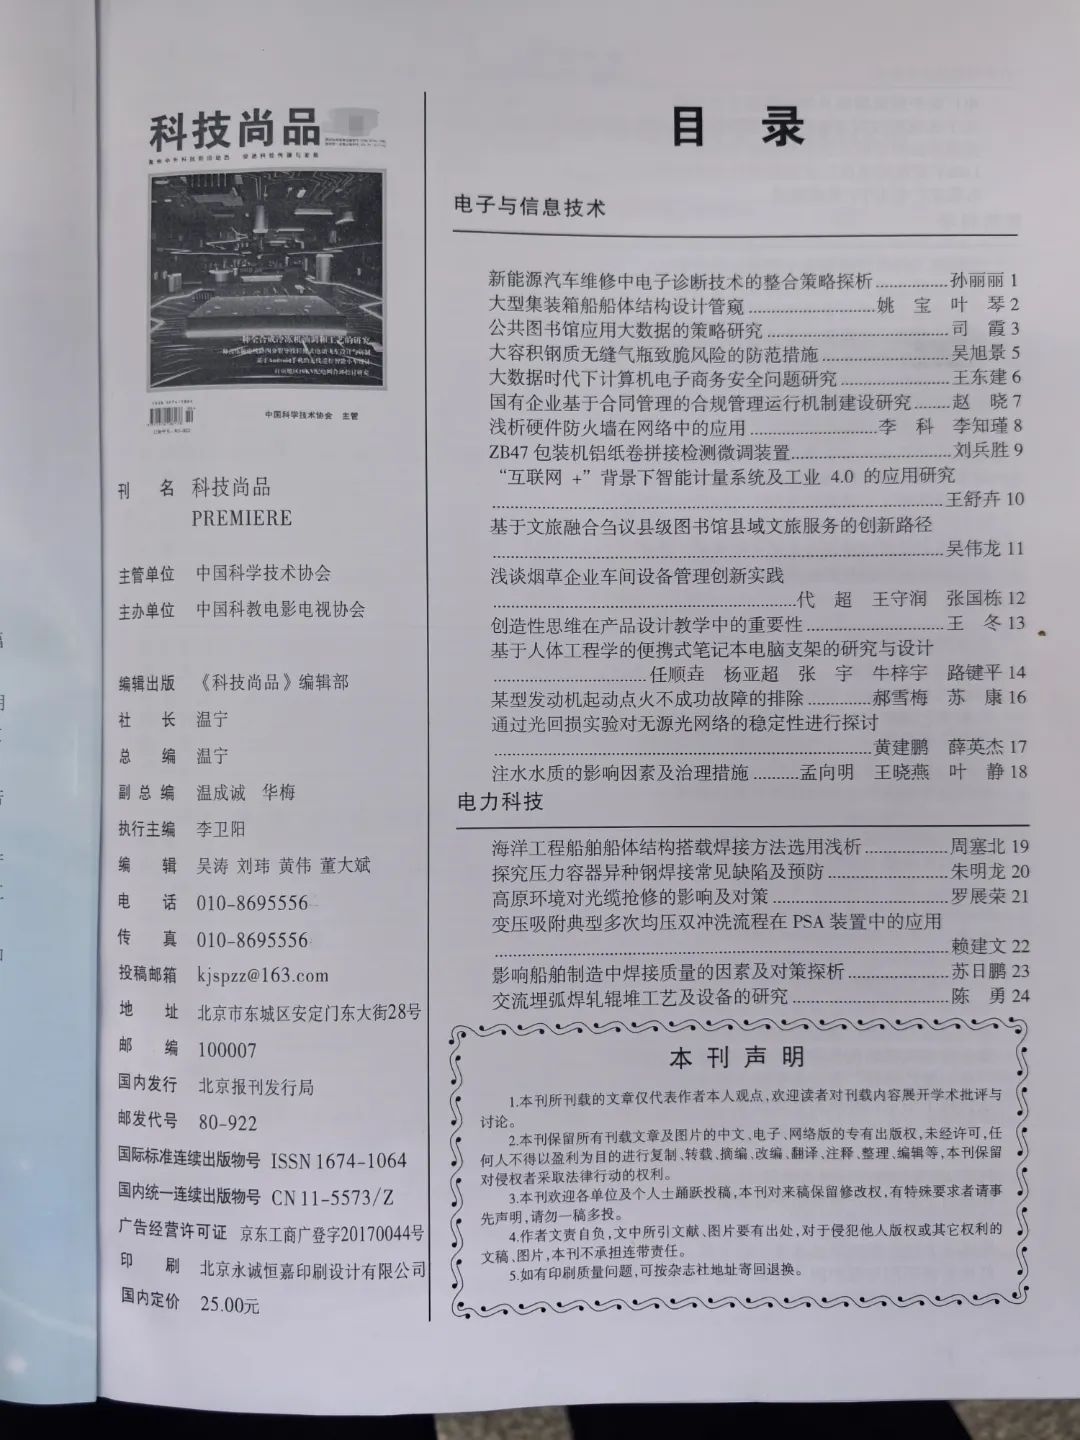 科技尚品
一种全合成冷冻机油调和工艺的研究
中国科学技术协会 主管
刊 名 科技尚品
PREMIERE
主管单位 中国科学技术协会
主办单位 中国科教电影电视协会
编辑出版 《科技尚品》编辑部
社 长 温宁
总 编 温宁
副 总 编 温成诚 华梅
执行主编 李卫阳
编 辑 吴涛 刘玮 黄伟 董大斌
电 话 010-8695556
传 真 010-8695556
投稿邮箱 kjspzz@163.com
地 址 北京市东城区安定门东大街28号
邮 编 100007
国内发行 北京报刊发行局
邮发代号 80-922
国际标准连续出版物号 ISSN 1674-1064
国内统一连续出版物号 CN 11-5573/Z
广告经营许可证 京东工商广登字20170044号
印 刷 北京永诚恒嘉印刷设计有限公司
国内定价 25.00元
目 录
电子与信息技术
新能源汽车维修中电子诊断技术的整合策略探析................孙丽丽 1
大型集装箱船船体结构设计管窥............................姚 宝 叶 琴 2
公共图书馆应用大数据的策略研究........................................司 霞 3
大容积钢质无缝气瓶致脆风险的防范措施............................吴旭景 5
大数据时代下计算机电子商务安全问题研究........................王东建 6
国有企业基于合同管理的合规管理运行机制建设研究........赵 晓 7
浅析硬件防火墙在网络中的应用............................李 科 李知瑾 8
ZB47 包装机铝纸卷拼接检测微调装置....................................刘兵胜 9
“互联网 +”背景下智能计量系统及工业 4.0 的应用研究
....................................................................................................王舒卉 10
基于文旅融合刍议县级图书馆县域文旅服务的创新路径
....................................................................................................吴伟龙 11
浅谈烟草企业车间设备管理创新实践
....................................................................代 超 王守润 张国栋 12
创造性思维在产品设计教学中的重要性..............................王 冬 13
基于人体工程学的便携式笔记本电脑支架的研究与设计
..................................任顺垚 杨亚超 张 宇 牛梓宇 路键平 14
某型发动机起动点火不成功故障的排除..............郝雪梅 苏 康 16
通过光回损实验对无源光网络的稳定性进行探讨
....................................................................................黄建鹏 薛英杰 17
注水水质的影响因素及治理措施..........孟向明 王晓燕 叶 静 18
电力科技
海洋工程船舶船体结构搭载焊接方法选用浅析..................周塞北 19
探究压力容器异种钢焊接常见缺陷及预防..........................朱明龙 20
高原环境对光缆抢修的影响及对策......................................罗展荣 21
变压吸附典型多次均压双冲洗流程在 PSA 装置中的应用
....................................................................................................赖建文 22
影响船舶制造中焊接质量的因素及对策探析......................苏日鹏 23
交流埋弧焊轧辊堆工艺及设备的研究..................................陈 勇 24
本刊声明
1.本刊所刊载的文章仅代表作者本人观点,欢迎读者对刊载内容展开学术批评与
讨论。
2.本刊保留所有刊载文章及图片的中文、电子、网络版的专有出版权,未经许可,任
何人不得以盈利为目的进行复制、转载、摘编、改编、翻译、注释、整理、编辑等,本刊保留
对侵权者采取法律行动的权利。
3.本刊欢迎各单位及个人士踊跃投稿,本刊对来稿保留修改权,有特殊要求者请事
先声明,请勿一稿多投。
4.作者文责自负,文中所引文献、图片要有出处,对于侵犯他人版权或其它权利的
文稿、图片,本刊不承担连带责任。
5.如有印刷质量问题,可按杂志社地址寄回退换。